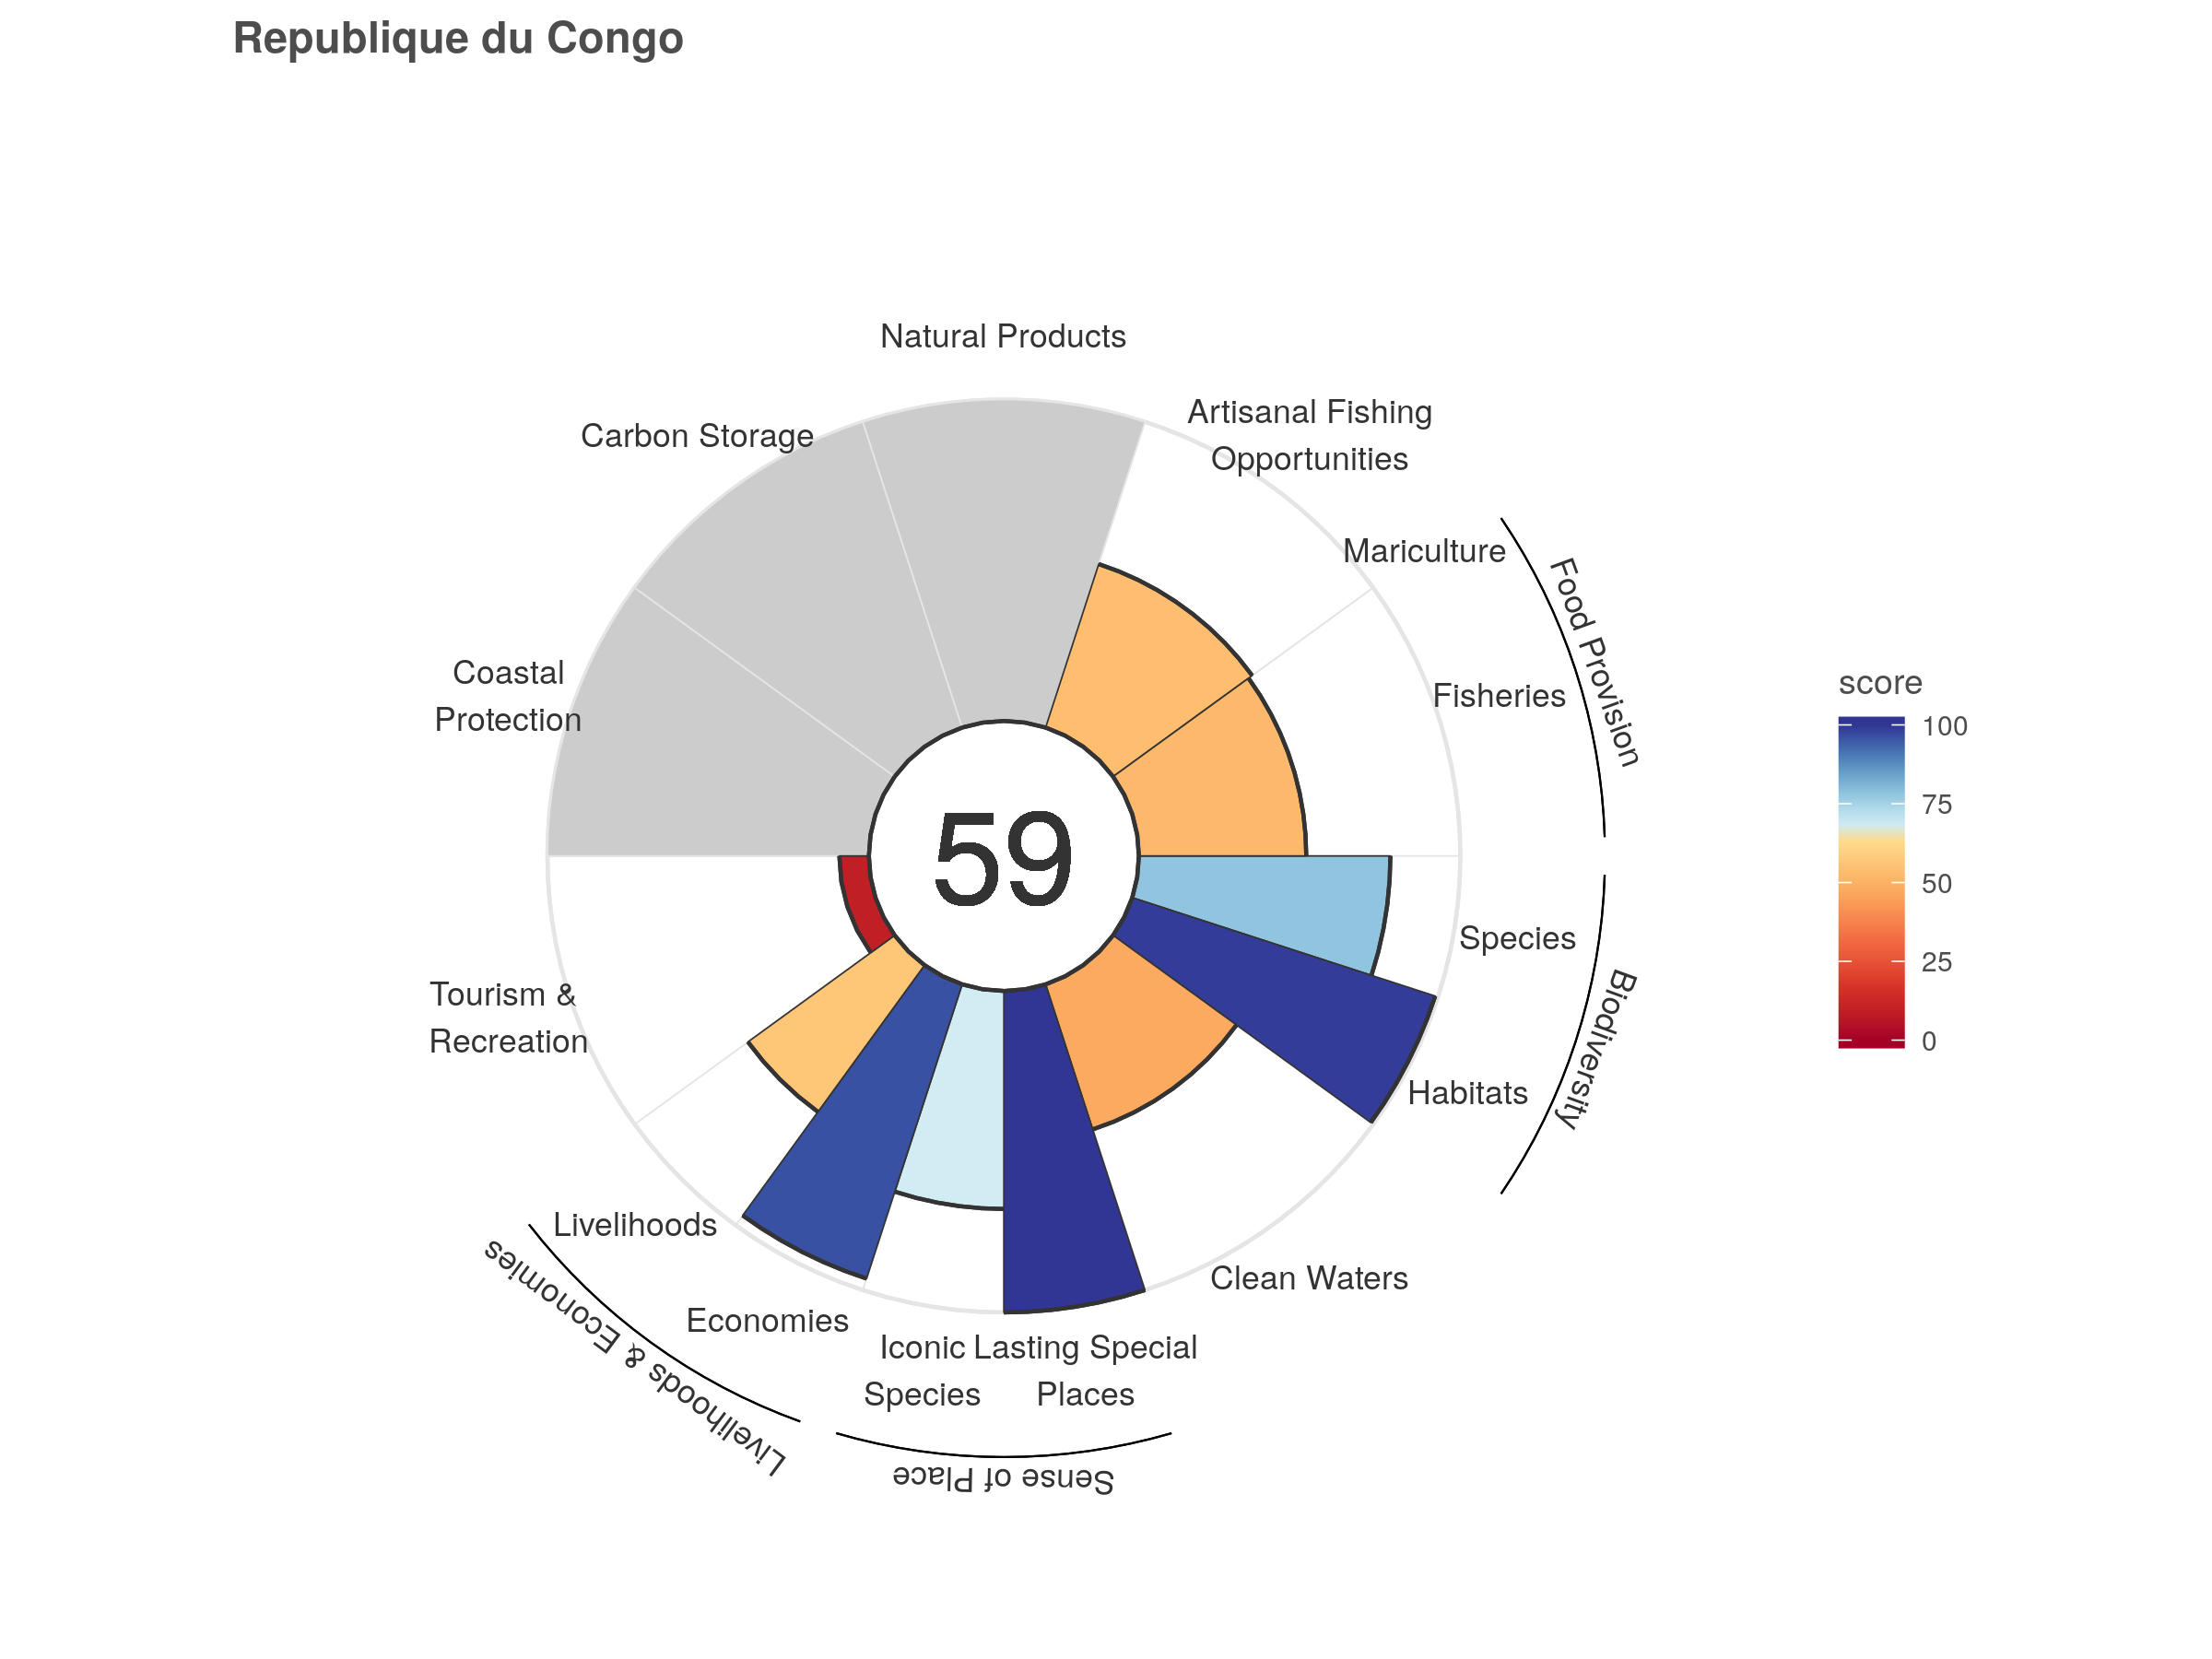 Republique du Congo
Natural Products
Artisanal Fishing
Opportunities
Carbon Storage
Mariculture
Food Provision
Fisheries
Coastal
Protection
59
Species
Biodiversity
Habitats
Tourism &
Recreation
Livelihoods
Clean Waters
Economies
Iconic
Species
Lasting Special
Places
Livelihoods & Economies
Sense of Place
score
100
75
50
25
0